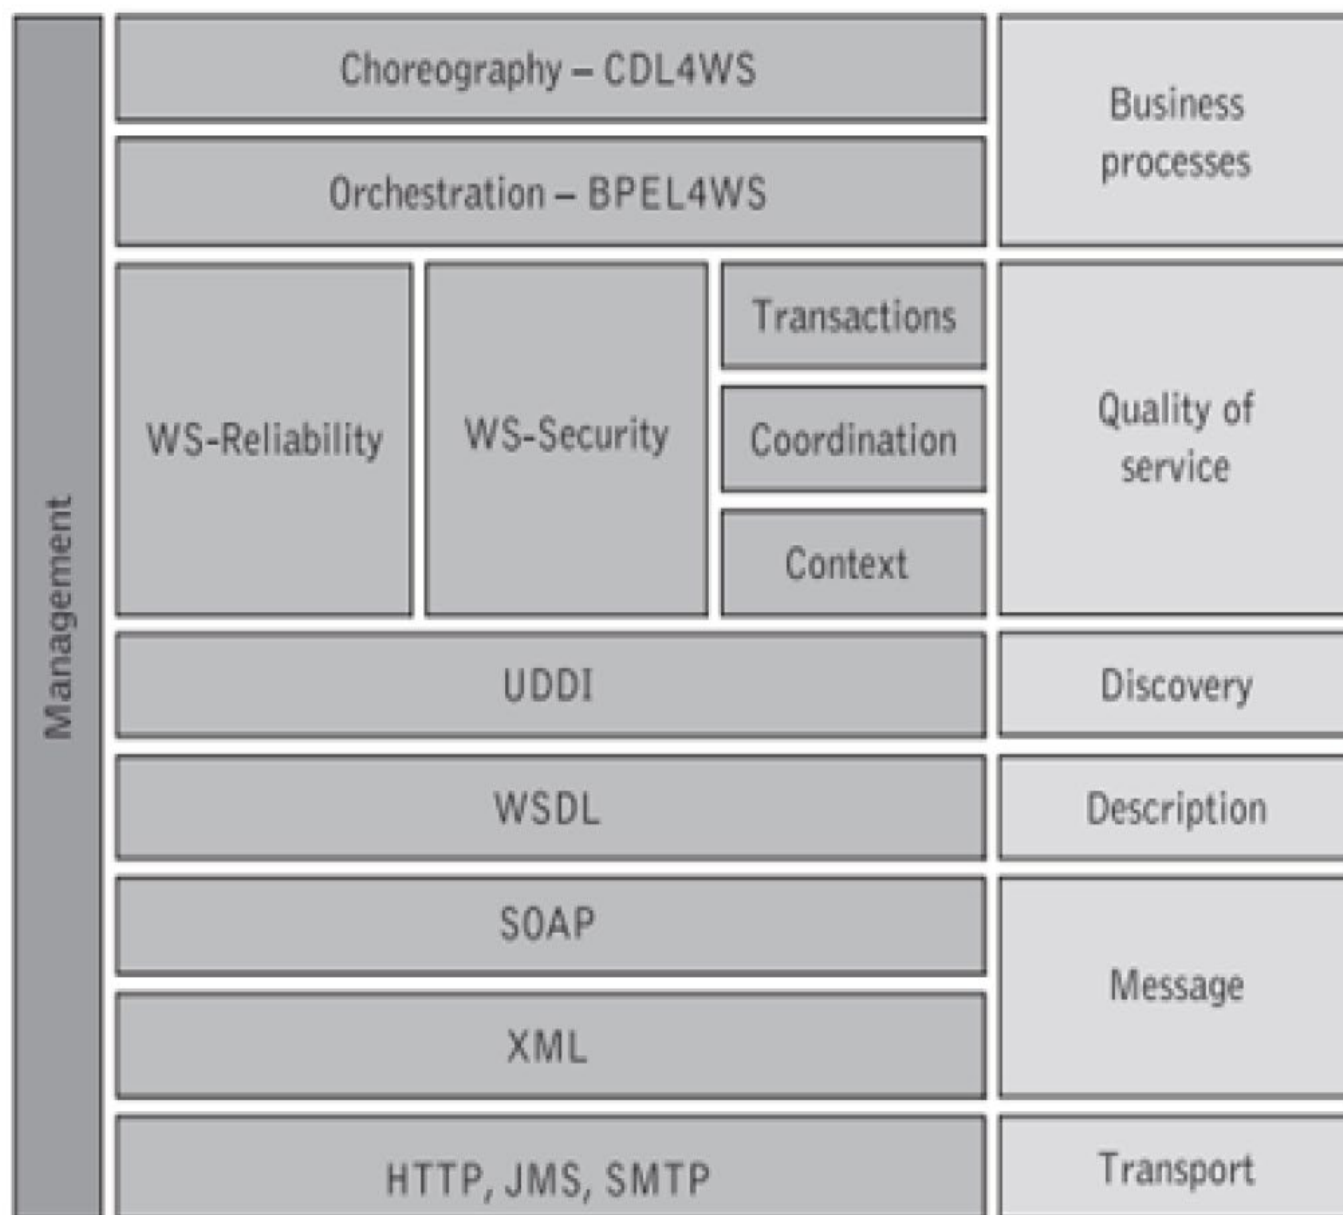 Management
Choreography – CDL4WS
Business
processes
Orchestration – BPEL4WS
WS-Reliability
WS-Security
Transactions
Coordination
Context
Quality of
service
UDDI
Discovery
WSDL
Description
SOAP
XML
Message
HTTP, JMS, SMTP
Transport